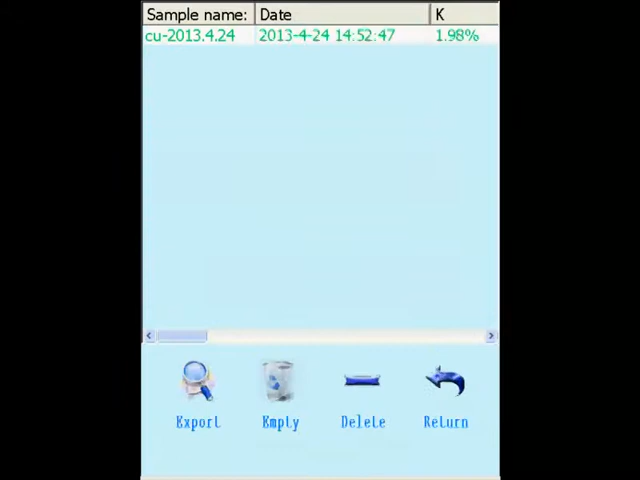 Sample name: Date K
cu-2013.4.24 2013-4-24 14:52:47 1.98%
Export Empty Delete Return